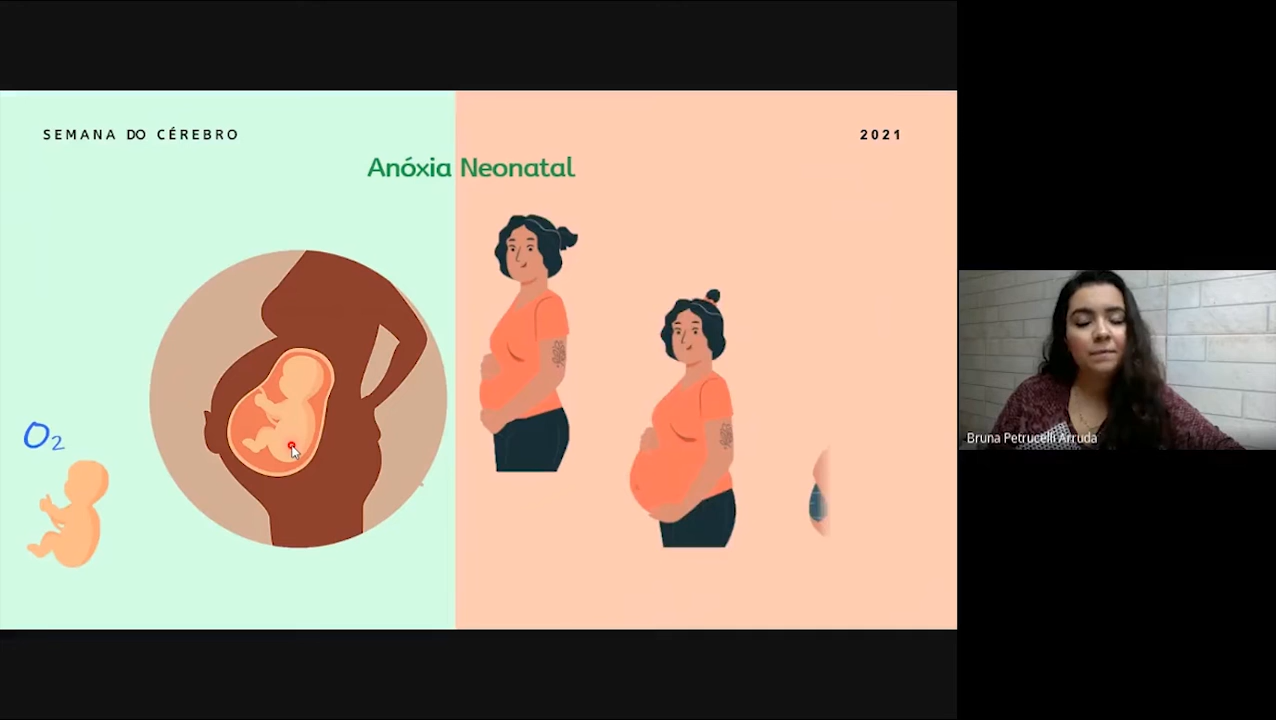 SEMANA DO CÉREBRO
2021
Anóxia Neonatal
O₂
Bruna Petrucelli Arruda